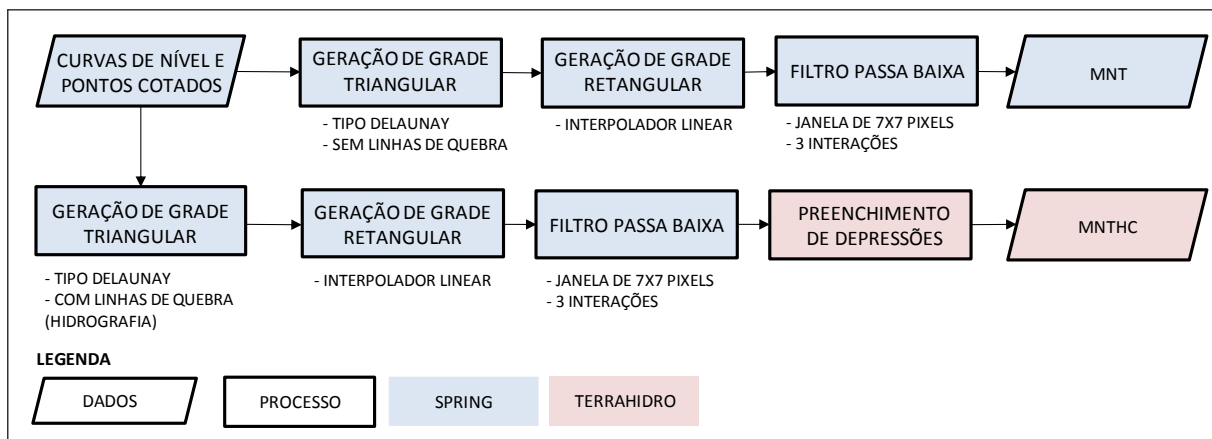 CURVAS DE NÍVEL E
PONTOS COTADOS
GERAÇÃO DE GRADE
TRIANGULAR
- TIPO DELAUNAY
- SEM LINHAS DE QUEBRA
GERAÇÃO DE GRADE
RETANGULAR
- INTERPOLADOR LINEAR
FILTRO PASSA BAIXA
- JANELA DE 7X7 PIXELS
- 3 INTERAÇÕES
MNT
GERAÇÃO DE GRADE
TRIANGULAR
- TIPO DELAUNAY
- COM LINHAS DE QUEBRA
(HIDROGRAFIA)
GERAÇÃO DE GRADE
RETANGULAR
- INTERPOLADOR LINEAR
FILTRO PASSA BAIXA
- JANELA DE 7X7 PIXELS
- 3 INTERAÇÕES
PREENCHIMENTO
DE DEPRESSÕES
MNTHC
LEGENDA
DADOS
PROCESSO
SPRING
TERRAHIDRO